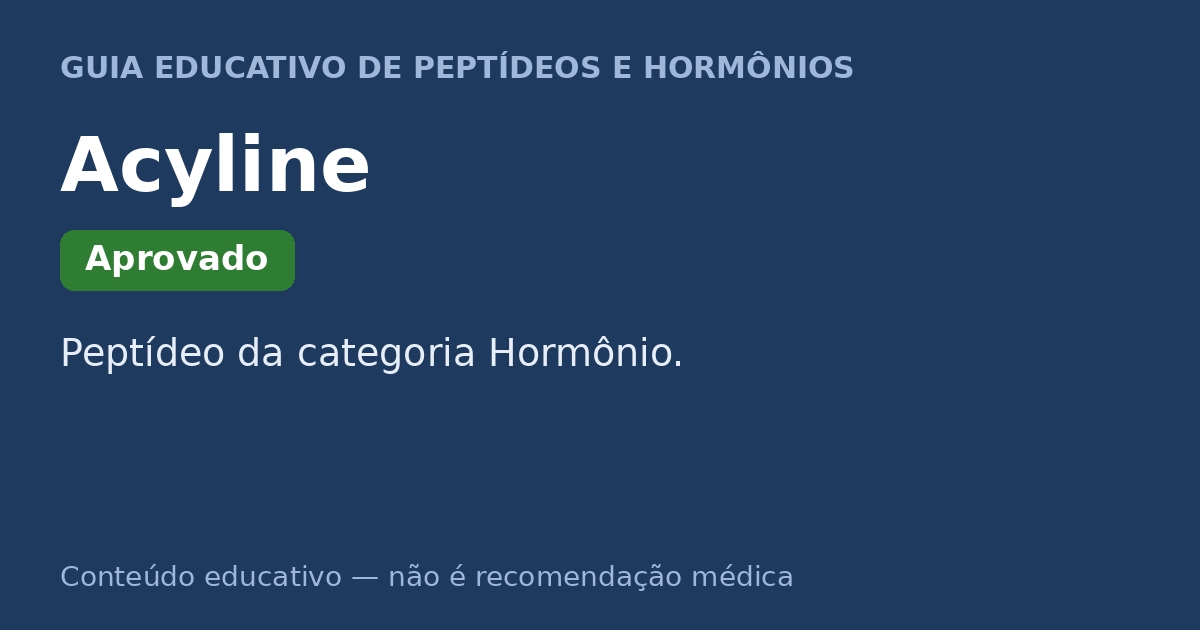 GUIA EDUCATIVO DE PEPTÍDEOS E HORMÔNIOS
Acyline
Aprovado
Peptídeo da categoria Hormônio.
Conteúdo educativo — não é recomendação médica